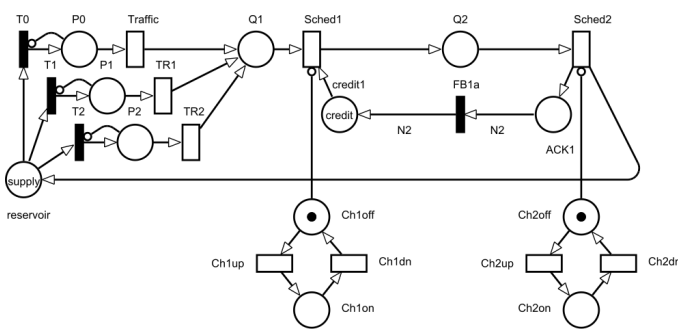 T0 P0 Traffic Q1 Sched1 Q2 Sched2
T1 P1 TR1 credit1 FB1a
T2 P2 TR2 credit
N2 N2
ACK1
supply
reservoir
Ch1off Ch2off
Ch1up Ch1dn Ch2up Ch2dn
Ch1on Ch2on